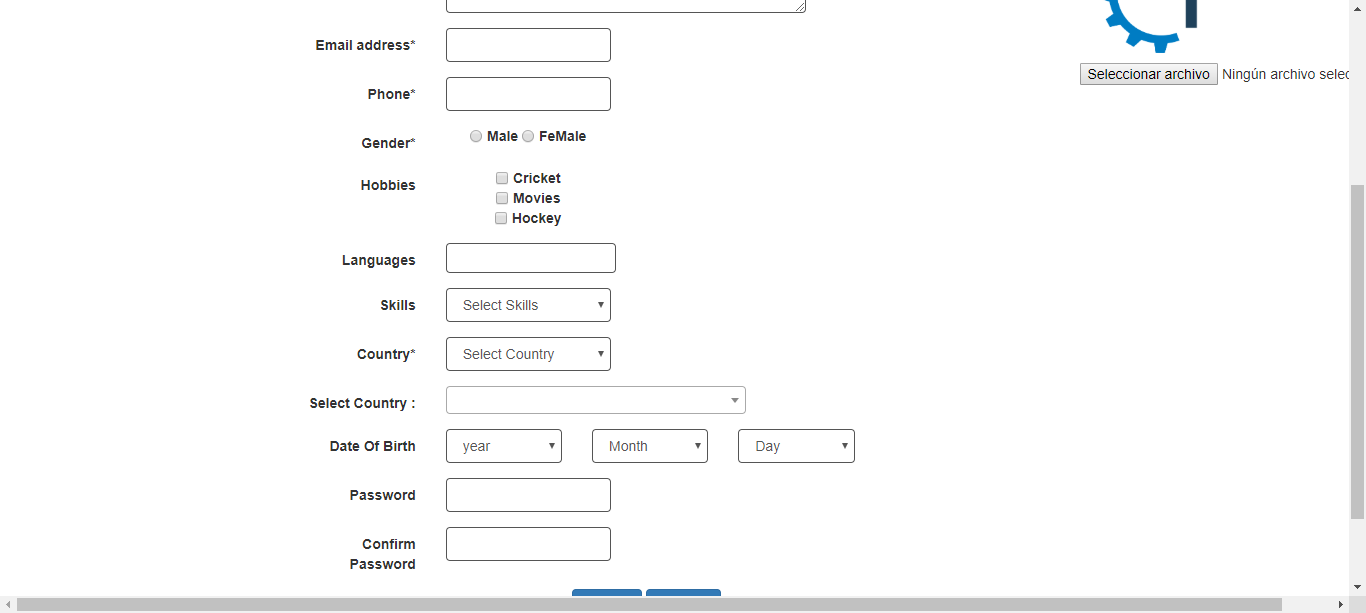 Email address*
Seleccionar archivo Ningún archivo selec
Phone*
Gender* Male FeMale
Hobbies Cricket
Movies
Hockey
Languages
Skills Select Skills
Country* Select Country
Select Country :
Date Of Birth year Month Day
Password
Confirm
Password